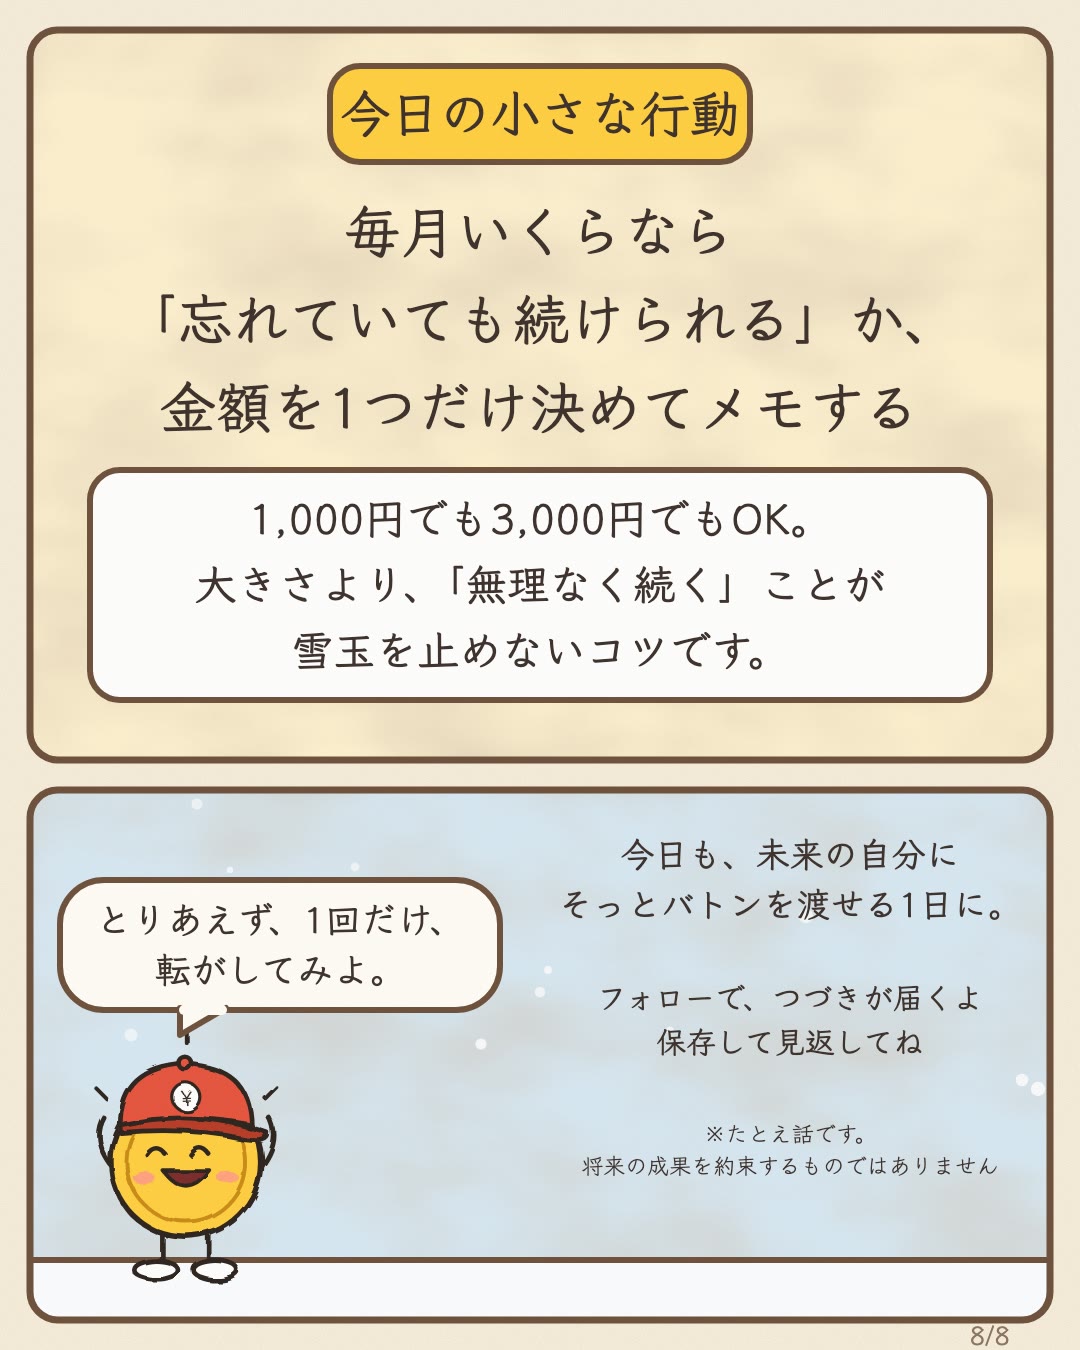 今日の小さな行動
毎月いくらなら
「忘れていても続けられる」か、
金額を1つだけ決めてメモする
1,000円でも3,000円でもOK。
大きさより、「無理なく続く」ことが
雪玉を止めないコツです。
とりあえず、1回だけ、
転がしてみよ。
¥
今日も、未来の自分に
そっとバトンを渡せる1日に。
フォローで、つづきが届くよ
保存して見返してね
※たとえ話です。
将来の成果を約束するものではありません
8/8